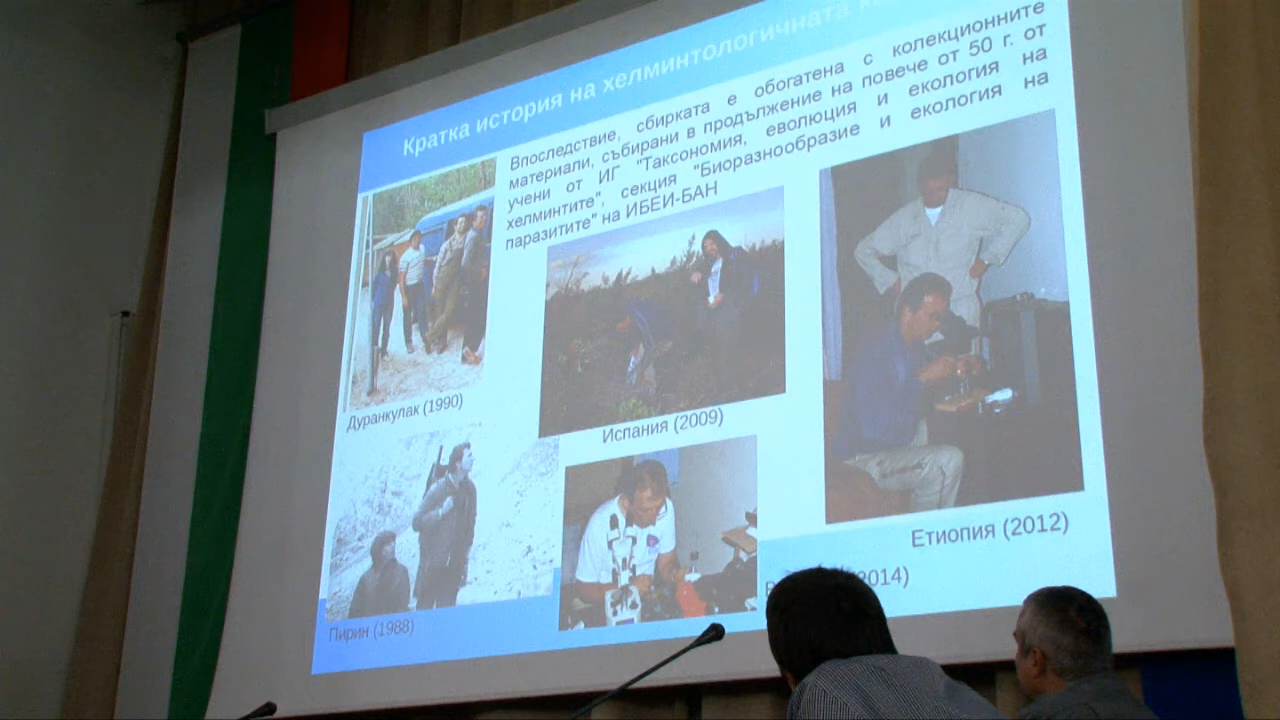 Кратка история на хелминтологичната
Впоследствие, сбирката е обогатена с колекционните
материали, събирани в продължение на повече от 50 г. от
учени от ИГ "Таксономия, еволюция и екология на
хелминтите", секция "Биоразнообразие и екология на
паразитите" на ИБЕИ-БАН
Дуранкулак (1990)
Испания (2009)
Етиопия (2012)
2014)
Пирин (1988)